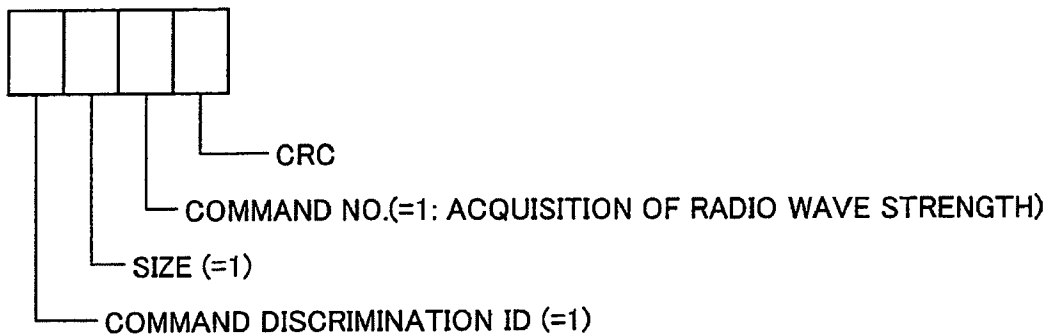 CRC
COMMAND NO.(=1: ACQUISITION OF RADIO WAVE STRENGTH)
SIZE (=1)
COMMAND DISCRIMINATION ID (=1)